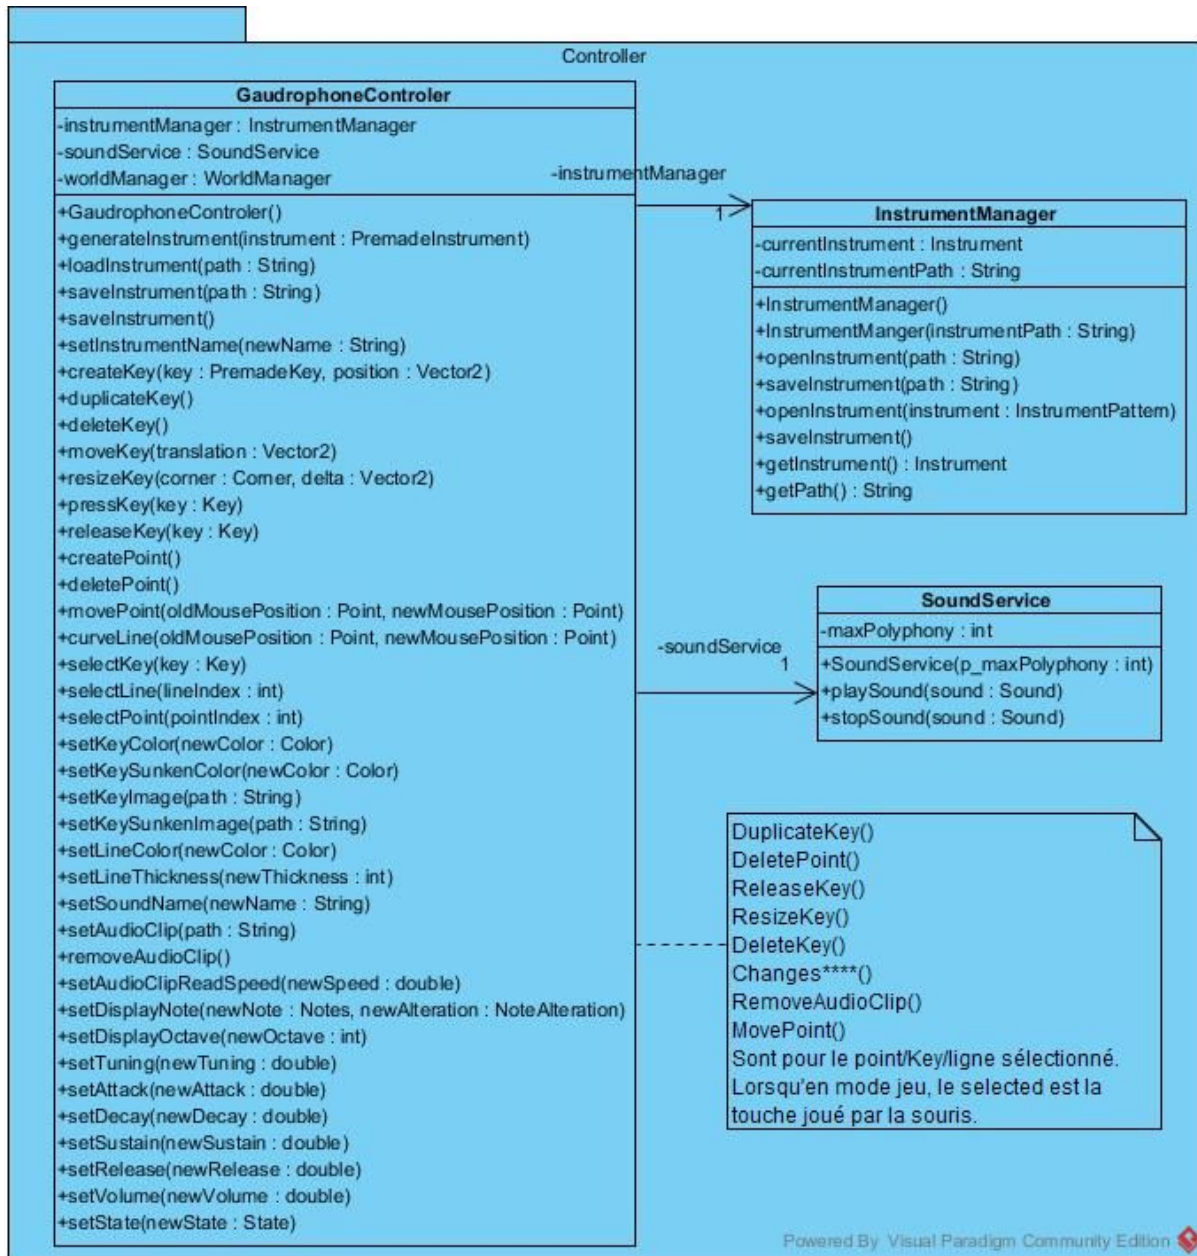 Controller
GaudrophoneControler
-instrumentManager : InstrumentManager
-soundService : SoundService
-worldManager : WorldManager
+GaudrophoneControler()
+generateInstrument(instrument : PremadeInstrument)
+loadInstrument(path : String)
+saveInstrument(path : String)
+saveInstrument()
+setInstrumentName(newName : String)
+createKey(key : PremadeKey, position : Vector2)
+duplicateKey()
+deleteKey()
+moveKey(translation : Vector2)
+resizeKey(corner : Corner, delta : Vector2)
+pressKey(key : Key)
+releaseKey(key : Key)
+createPoint()
+deletePoint()
+movePoint(oldMousePosition : Point, newMousePosition : Point)
+curveLine(oldMousePosition : Point, newMousePosition : Point)
+selectKey(key : Key)
+selectLine(lineIndex : int)
+selectPoint(pointIndex : int)
+setKeyColor(newColor : Color)
+setKeySunkenColor(newColor : Color)
+setKeyImage(path : String)
+setKeySunkenImage(path : String)
+setLineColor(newColor : Color)
+setLineThickness(newThickness : int)
+setSoundName(newName : String)
+setAudioClip(path : String)
+removeAudioClip()
+setAudioClipReadSpeed(newSpeed : double)
+setDisplayNote(newNote : Notes, newAlteration : NoteAlteration)
+setDisplayOctave(newOctave : int)
+setTuning(newTuning : double)
+setAttack(newAttack : double)
+setDecay(newDecay : double)
+setSustain(newSustain : double)
+setRelease(newRelease : double)
+setVolume(newVolume : double)
+setState(newState : State)
-instrumentManager
1
InstrumentManager
-currentInstrument : Instrument
-currentInstrumentPath : String
+InstrumentManager()
+InstrumentManger(instrumentPath : String)
+openInstrument(path : String)
+saveInstrument(path : String)
+openInstrument(instrument : InstrumentPattern)
+saveInstrument()
+getInstrument() : Instrument
+getPath() : String
-soundService
1
SoundService
-maxPolyphony : int
+SoundService(p_maxPolyphony : int)
+playSound(sound : Sound)
+stopSound(sound : Sound)
DuplicateKey()
DeletePoint()
ReleaseKey()
ResizeKey()
DeleteKey()
Changes****()
RemoveAudioClip()
MovePoint()
Sont pour le point/Key/ligne sélectionné.
Lorsqu'en mode jeu, le selected est la
touche joué par la souris.
Powered By Visual Paradigm Community Edition